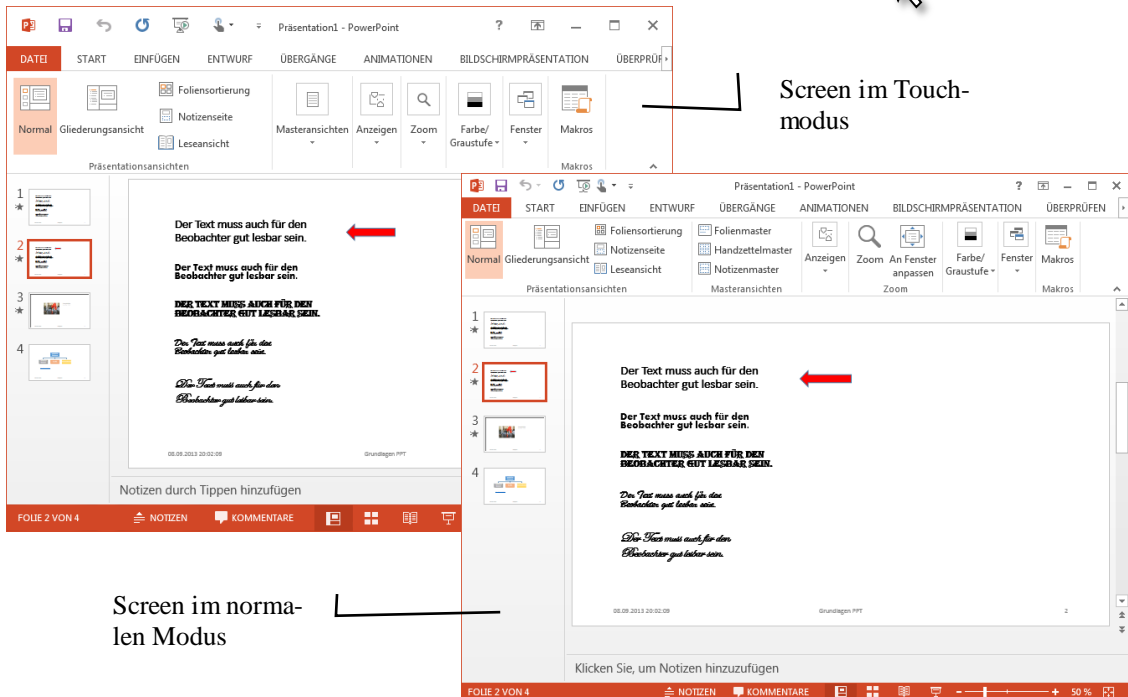 Präsentation1 - PowerPoint
DATEI START EINFÜGEN ENTWURF ÜBERGÄNGE ANIMATIONEN BILDSCHIRMPRÄSENTATION ÜBERPRÜF
Normal
Gliederungsansicht
Foliensortierung
Notizenseite
Leseansicht
Masteransichten
Anzeigen
Zoom
Farbe/
Graustufe
Fenster
Makros
Präsentationsansichten
Makros
1
2
3
4
Der Text muss auch für den
Beobachter gut lesbar sein.
Der Text muss auch für den
Beobachter gut lesbar sein.
DER TEXT MUSS AUCH FÜR DEN
BEOBACHTER GUT LESBAR SEIN.
Der Text muss auch für den
Beobachter gut lesbar sein.
Der Text muß auch für den
Beobachter gut lesbar sein.
08.09.2013 20:02:09
Grundlagen PPT
Notizen durch Tippen hinzufügen
FOLIE 2 VON 4 NOTIZEN KOMMENTARE
Screen im Touch-
modus
Präsentation1 - PowerPoint
DATEI START EINFÜGEN ENTWURF ÜBERGÄNGE ANIMATIONEN BILDSCHIRMPRÄSENTATION ÜBERPRÜFEN
Normal
Gliederungsansicht
Foliensortierung
Notizenseite
Leseansicht
Folienmaster
Handzettelmaster
Notizenmaster
Anzeigen
Zoom
An Fenster
anpassen
Farbe/
Graustufe
Fenster
Makros
Präsentationsansichten
Masteransichten
Zoom
Makros
1
2
3
4
Der Text muss auch für den
Beobachter gut lesbar sein.
Der Text muss auch für den
Beobachter gut lesbar sein.
DER TEXT MUSS AUCH FÜR DEN
BEOBACHTER GUT LESBAR SEIN.
Der Text muss auch für den
Beobachter gut lesbar sein.
Der Text muß auch für den
Beobachter gut lesbar sein.
08.09.2013 20:02:09
Grundlagen PPT
2
Klicken Sie, um Notizen hinzuzufügen
FOLIE 2 VON 4 NOTIZEN KOMMENTARE 50 %
Screen im norma-
len Modus